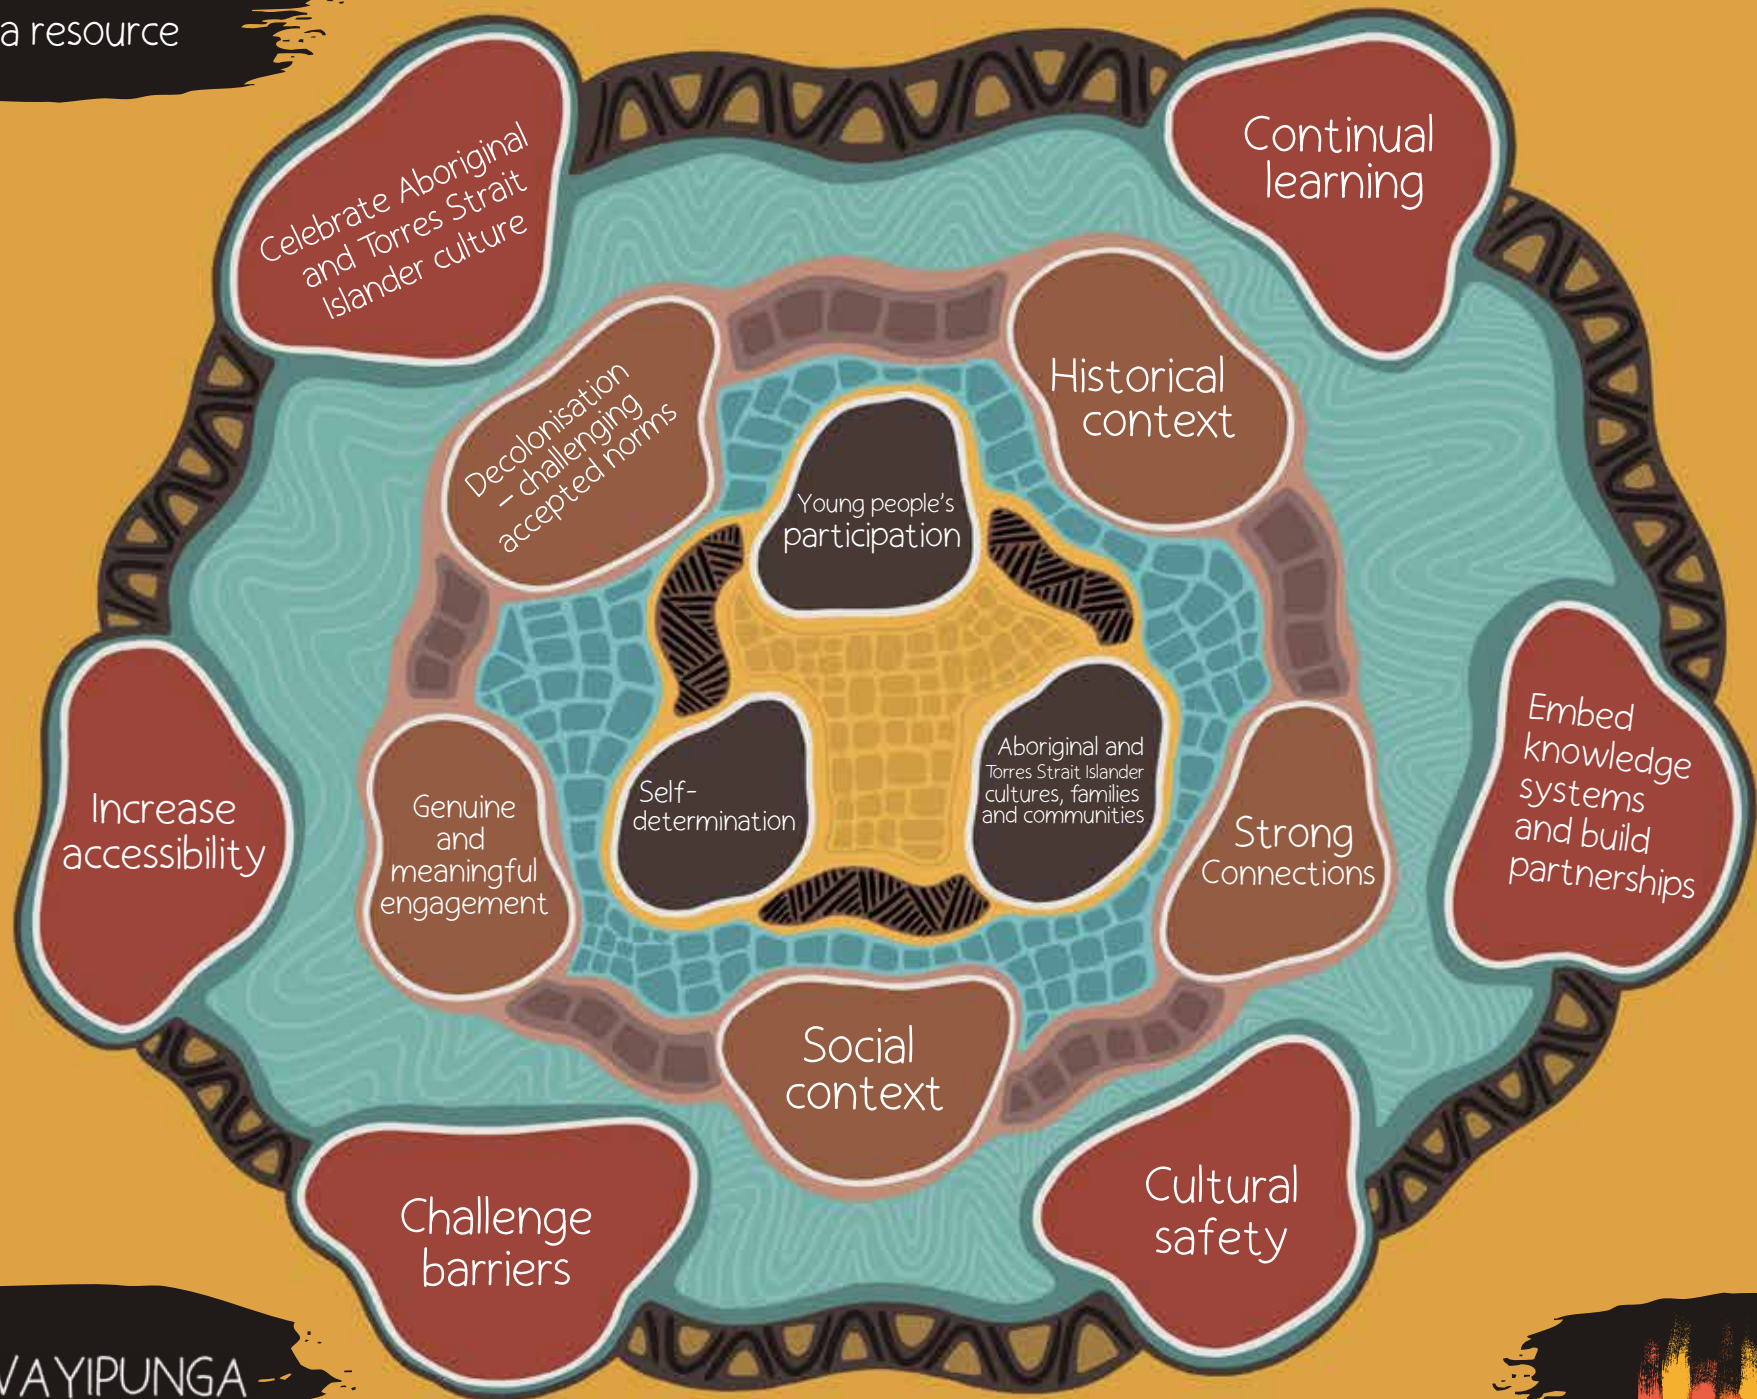 a resource
Celebrate Aboriginal
and Torres Strait
Islander culture
Continual
learning
Decolonisation
– challenging
accepted norms
Historical
context
Young people's
participation
Increase
accessibility
Genuine
and
meaningful
engagement
Self-
determination
Aboriginal and
Torres Strait Islander
cultures, families
and communities
Strong
Connections
Embed
knowledge
systems
and build
partnerships
Social
context
Challenge
barriers
Cultural
safety